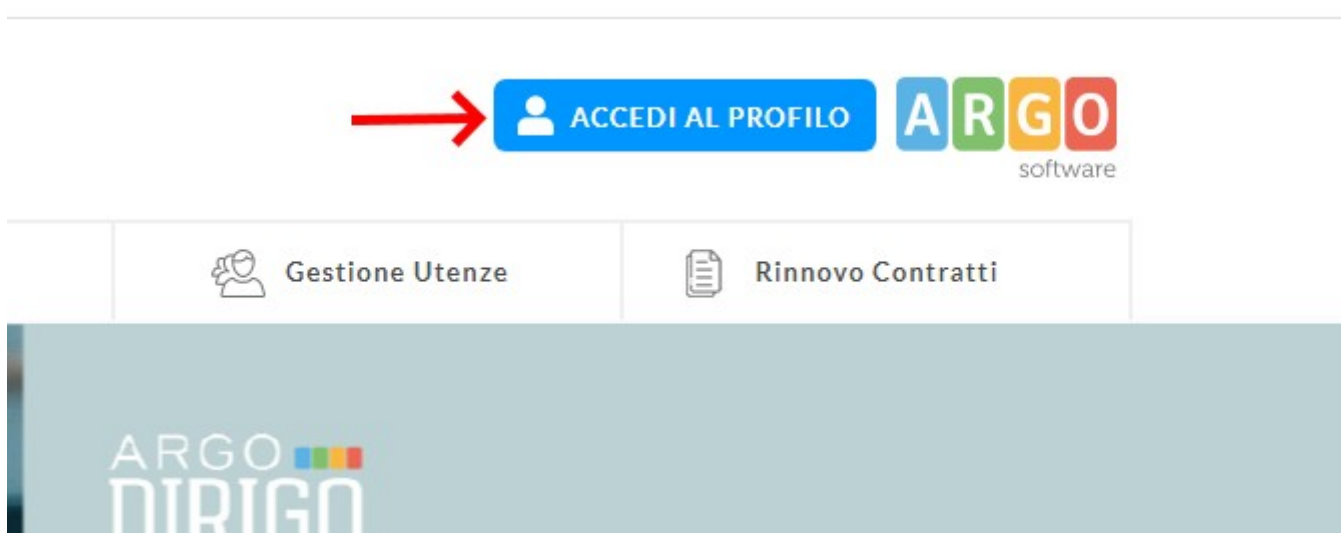 ACCEDI AL PROFILO
ARGO
software
Gestione Utenze
Rinnovo Contratti
ARGO
DIRIGO